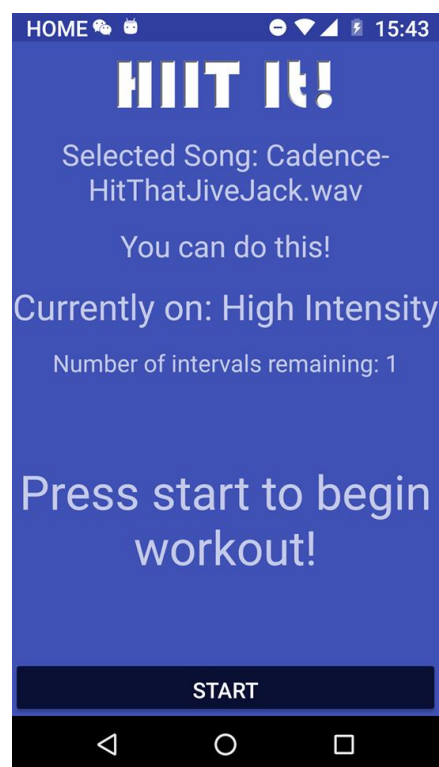 HOME 15:43
HIIT It!
Selected Song: Cadence-
HitThatJiveJack.wav
You can do this!
Currently on: High Intensity
Number of intervals remaining: 1
Press start to begin
workout!
START